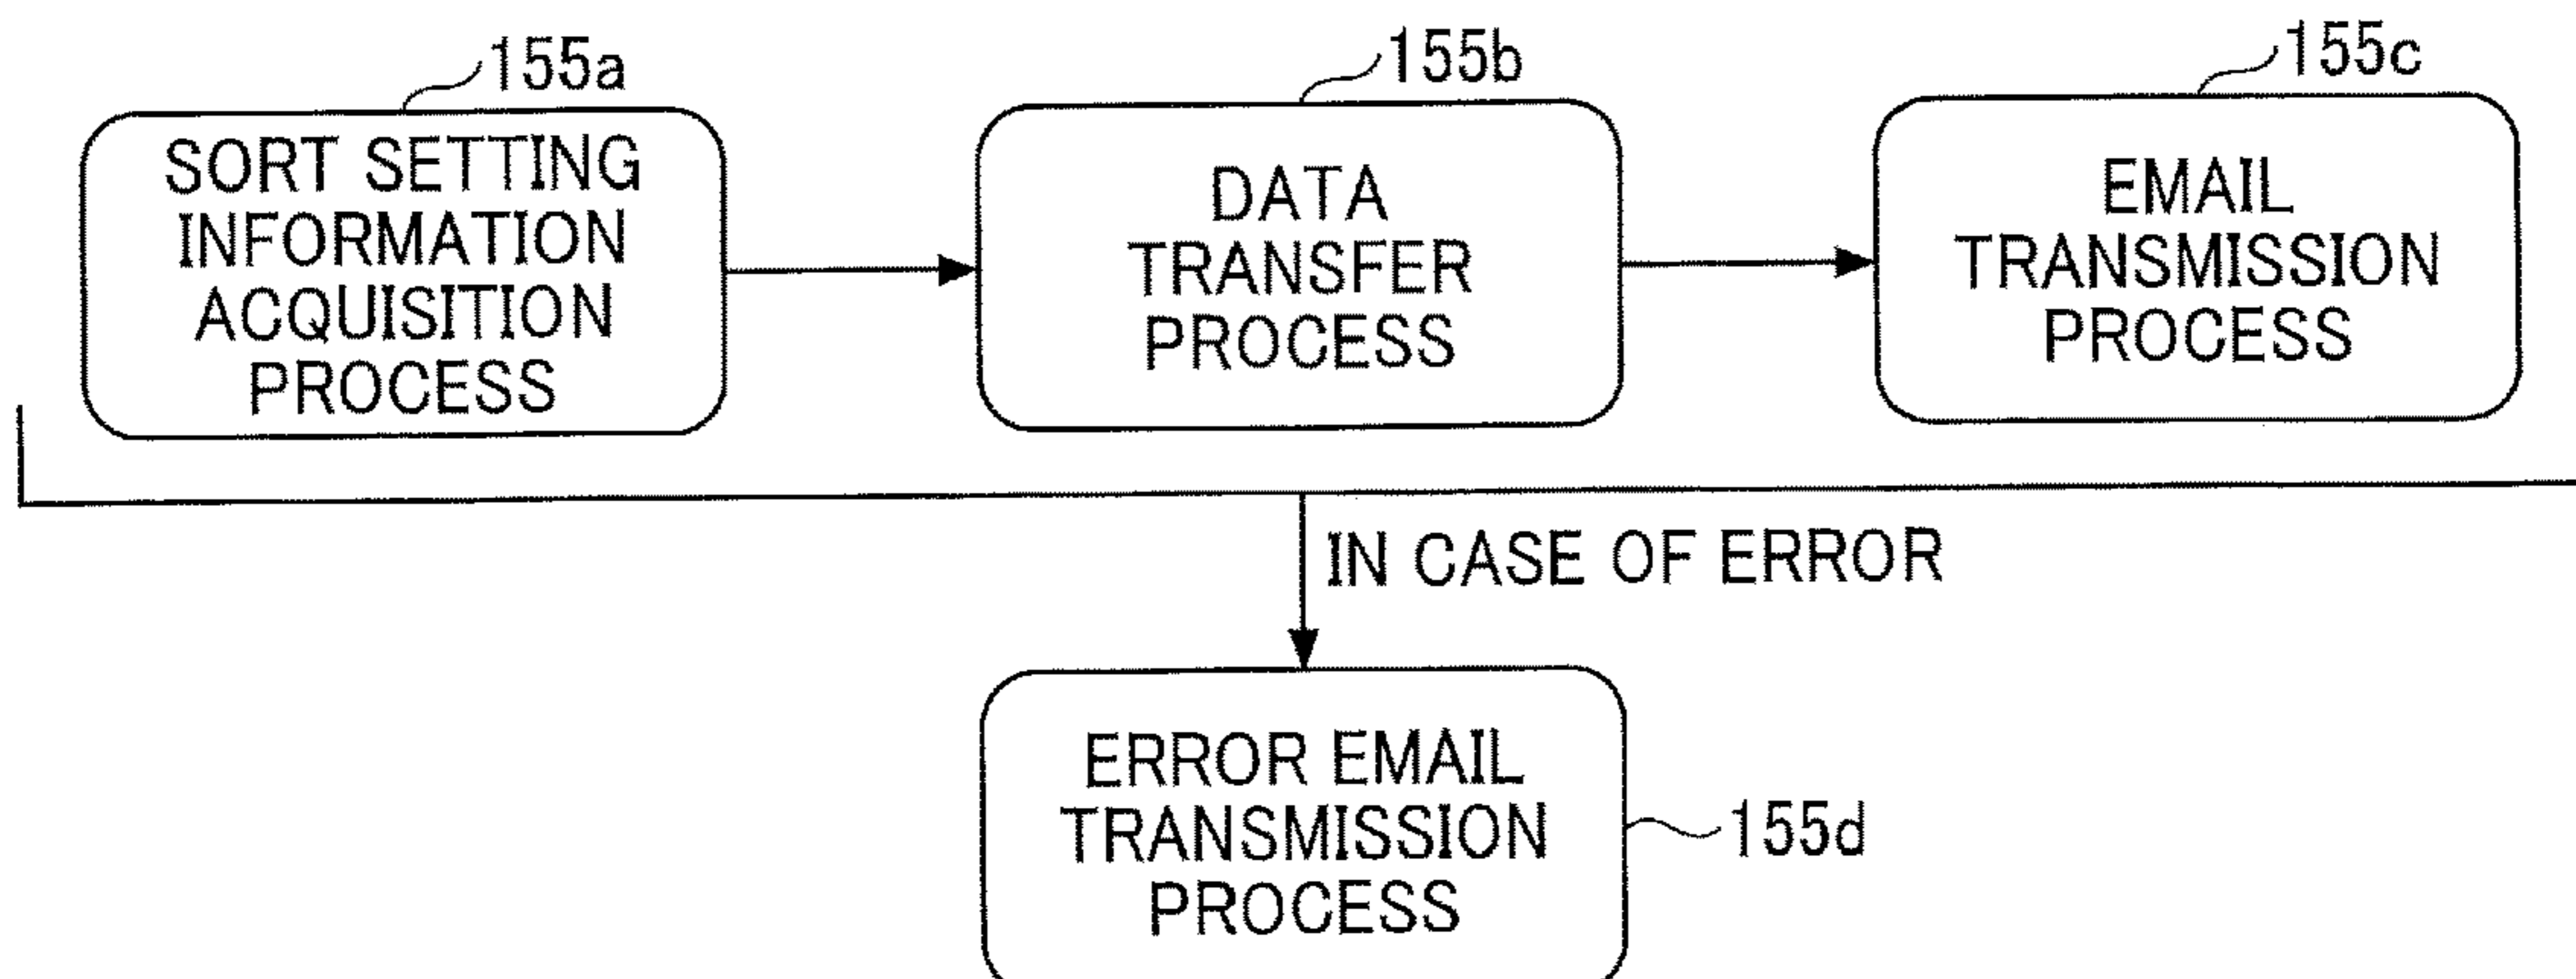 155a
SORT SETTING
INFORMATION
ACQUISITION
PROCESS
155b
DATA
TRANSFER
PROCESS
155c
EMAIL
TRANSMISSION
PROCESS
IN CASE OF ERROR
ERROR EMAIL
TRANSMISSION
PROCESS
155d